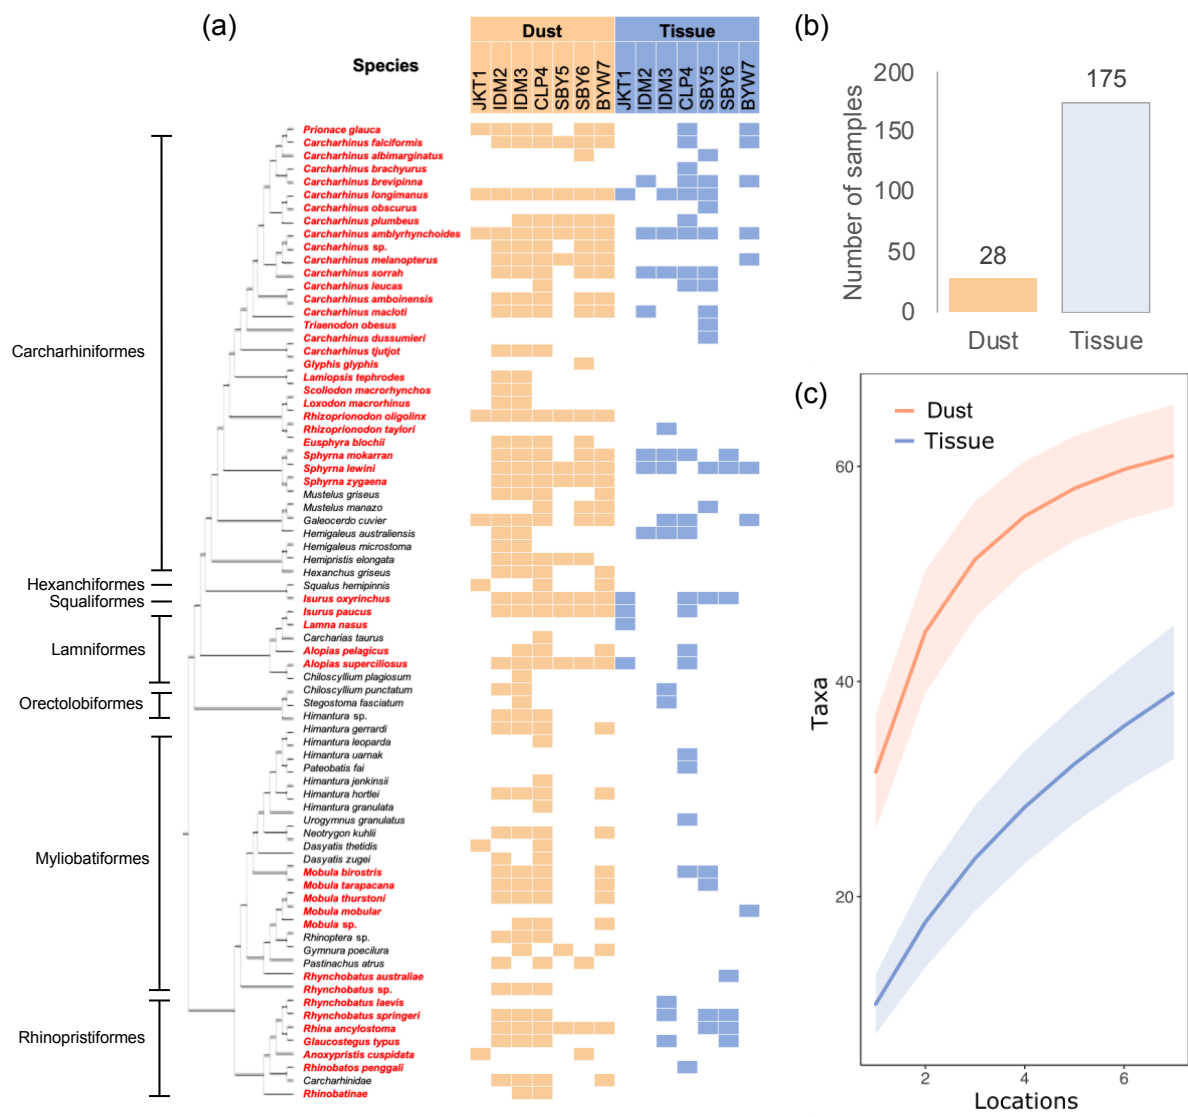 (a)
Dust
Tissue
Species
JKT1
IDM2
IDM3
CLP4
SBY5
SBY6
BYW7
JKT1
IDM2
IDM3
CLP4
SBY5
SBY6
BYW7
Prionace glauca
Carcharhinus falciformis
Carcharhinus albimarginatus
Carcharhinus brachyurus
Carcharhinus brevipinna
Carcharhinus longimanus
Carcharhinus obscurus
Carcharhinus plumbeus
Carcharhinus amblyrhynchoides
Carcharhinus sp.
Carcharhinus melanopterus
Carcharhinus sorrah
Carcharhinus leucas
Carcharhinus amboinensis
Carcharhinus macloti
Triaenodon obesus
Carcharhinus dussumieri
Carcharhinus tjutjot
Glyphis glyphis
Lamiopsis tephrodes
Scoliodon macrorhynchos
Loxodon macrorhinus
Rhizoprionodon oligolinx
Rhizoprionodon taylori
Eusphyra blochii
Sphyrna mokarran
Sphyrna lewini
Sphyrna zygaena
Mustelus griseus
Mustelus manazo
Galeocerdo cuvier
Hemigaleus australiensis
Hemigaleus microstoma
Hemipristis elongata
Hexanchus griseus
Squalus hemipinnis
Isurus oxyrinchus
Isurus paucus
Lamna nasus
Carcharias taurus
Alopias pelagicus
Alopias superciliosus
Chiloscyllium plagiosum
Chiloscyllium punctatum
Stegostoma fasciatum
Himantura sp.
Himantura gerrardi
Himantura leoparda
Himantura uarnak
Pateobatis fai
Himantura jenkinsii
Himantura hortlei
Himantura granulata
Urogymnus granulatus
Neotrygon kuhlii
Dasyatis thetidis
Dasyatis zugei
Mobula birostris
Mobula tarapacana
Mobula thurstoni
Mobula mobular
Mobula sp.
Rhinoptera sp.
Gymnura poecilura
Pastinachus atrus
Rhynchobatus australiae
Rhynchobatus sp.
Rhynchobatus laevis
Rhynchobatus springeri
Rhina ancylostoma
Glaucostegus typus
Anoxypristis cuspidata
Rhinobatos penggali
Carcharhinidae
Rhinobatinae
Carcharhiniformes
Hexanchiformes
Squaliformes
Lamniformes
Orectolobiformes
Myliobatiformes
Rhinopristiformes
(b)
Number of samples
200
150
100
50
0
28
175
Dust
Tissue
(c)
Dust
Tissue
Taxa
60
40
20
2
4
6
Locations